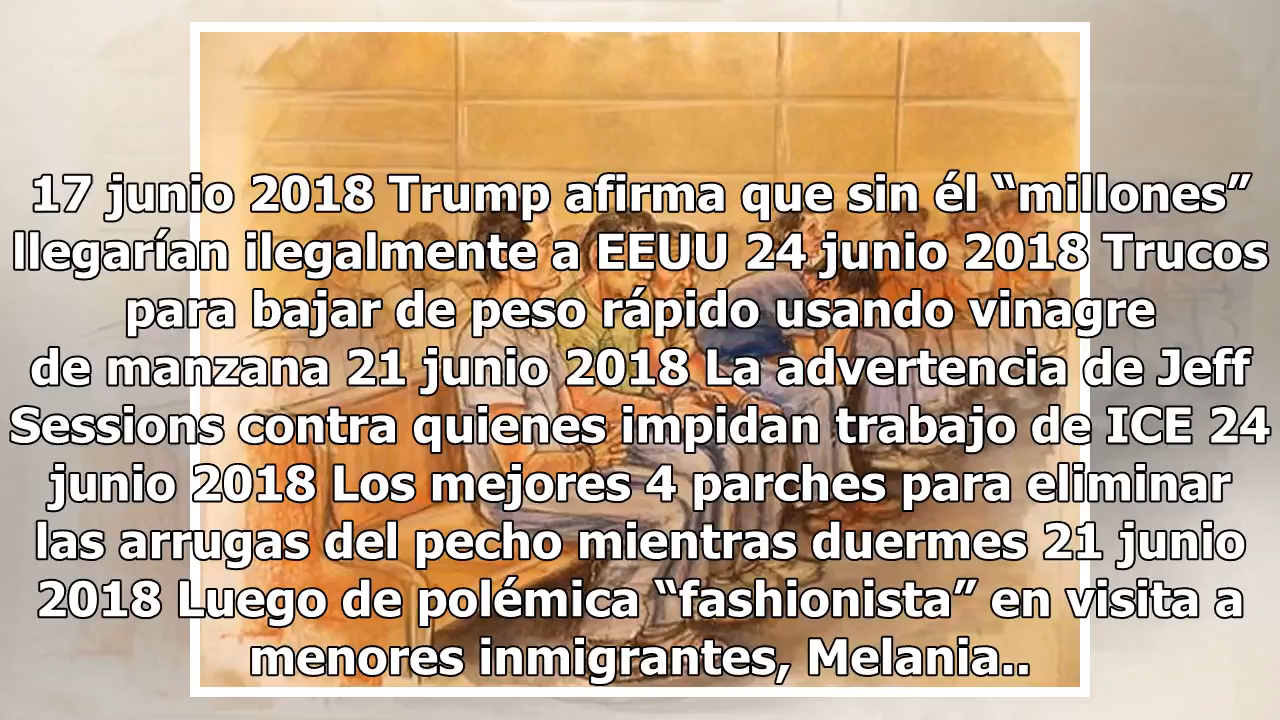 17 junio 2018 Trump afirma que sin él “millones”
llegarían ilegalmente a EEUU 24 junio 2018 Trucos
para bajar de peso rápido usando vinagre
de manzana 21 junio 2018 La advertencia de Jeff
Sessions contra quienes impidan trabajo de ICE 24
junio 2018 Los mejores 4 parches para eliminar
las arrugas del pecho mientras duermes 21 junio
2018 Luego de polémica “fashionista” en visita a
menores inmigrantes, Melania..